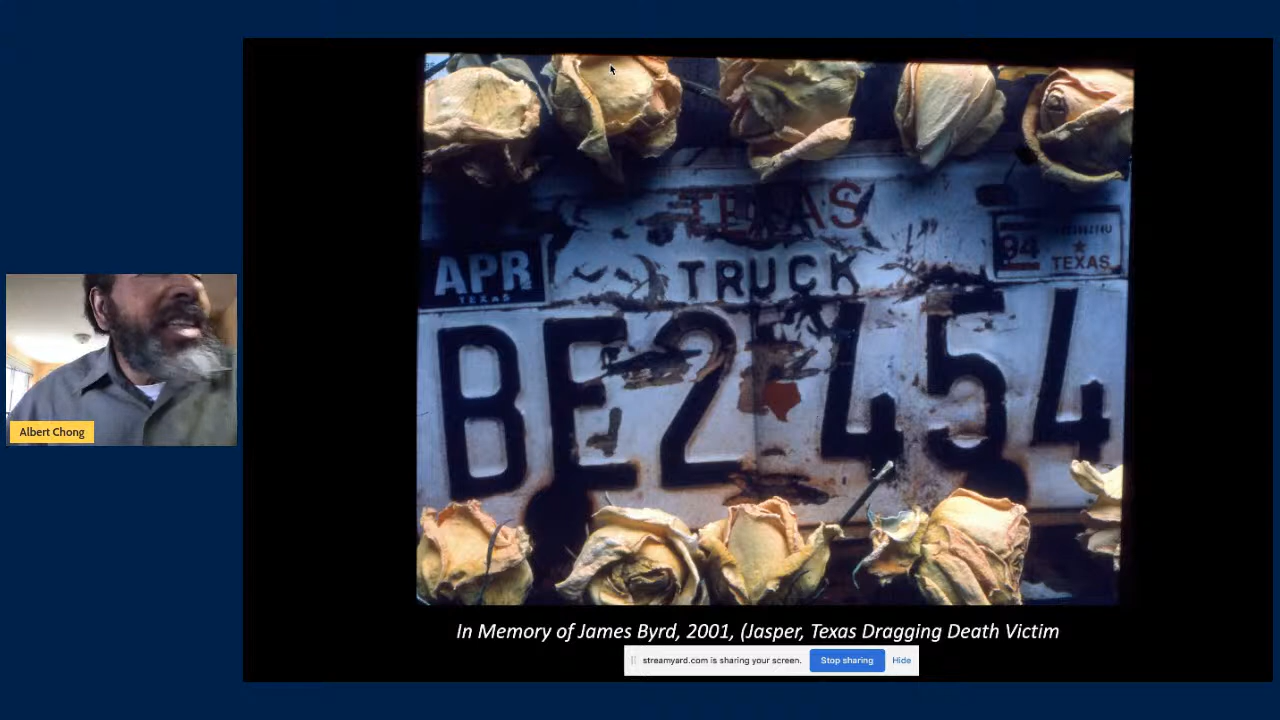 TEXAS
APR
TEXAS
94
TEXAS
TRUCK
BE2 454
Albert Chong
In Memory of James Byrd, 2001, (Jasper, Texas Dragging Death Victim
streamyard.com is sharing your screen.
Stop sharing
Hide